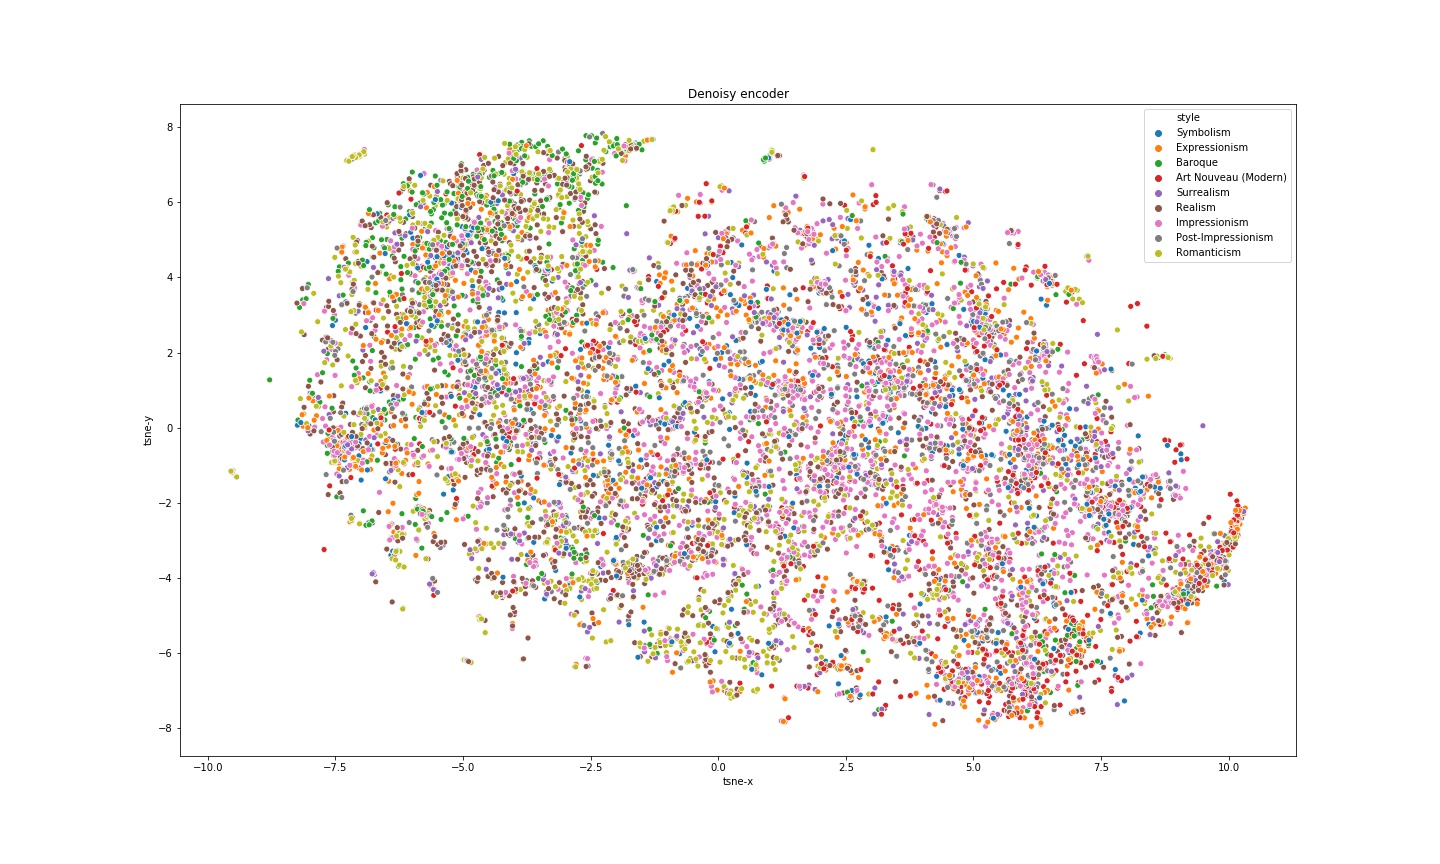 Denoisy encoder
style
Symbolism
Expressionism
Baroque
Art Nouveau (Modern)
Surrealism
Realism
Impressionism
Post-Impressionism
Romanticism
8
6
4
2
0
−2
−4
−6
−8
tsne-y
−10.0 −7.5 −5.0 −2.5 0.0 2.5 5.0 7.5 10.0
tsne-x